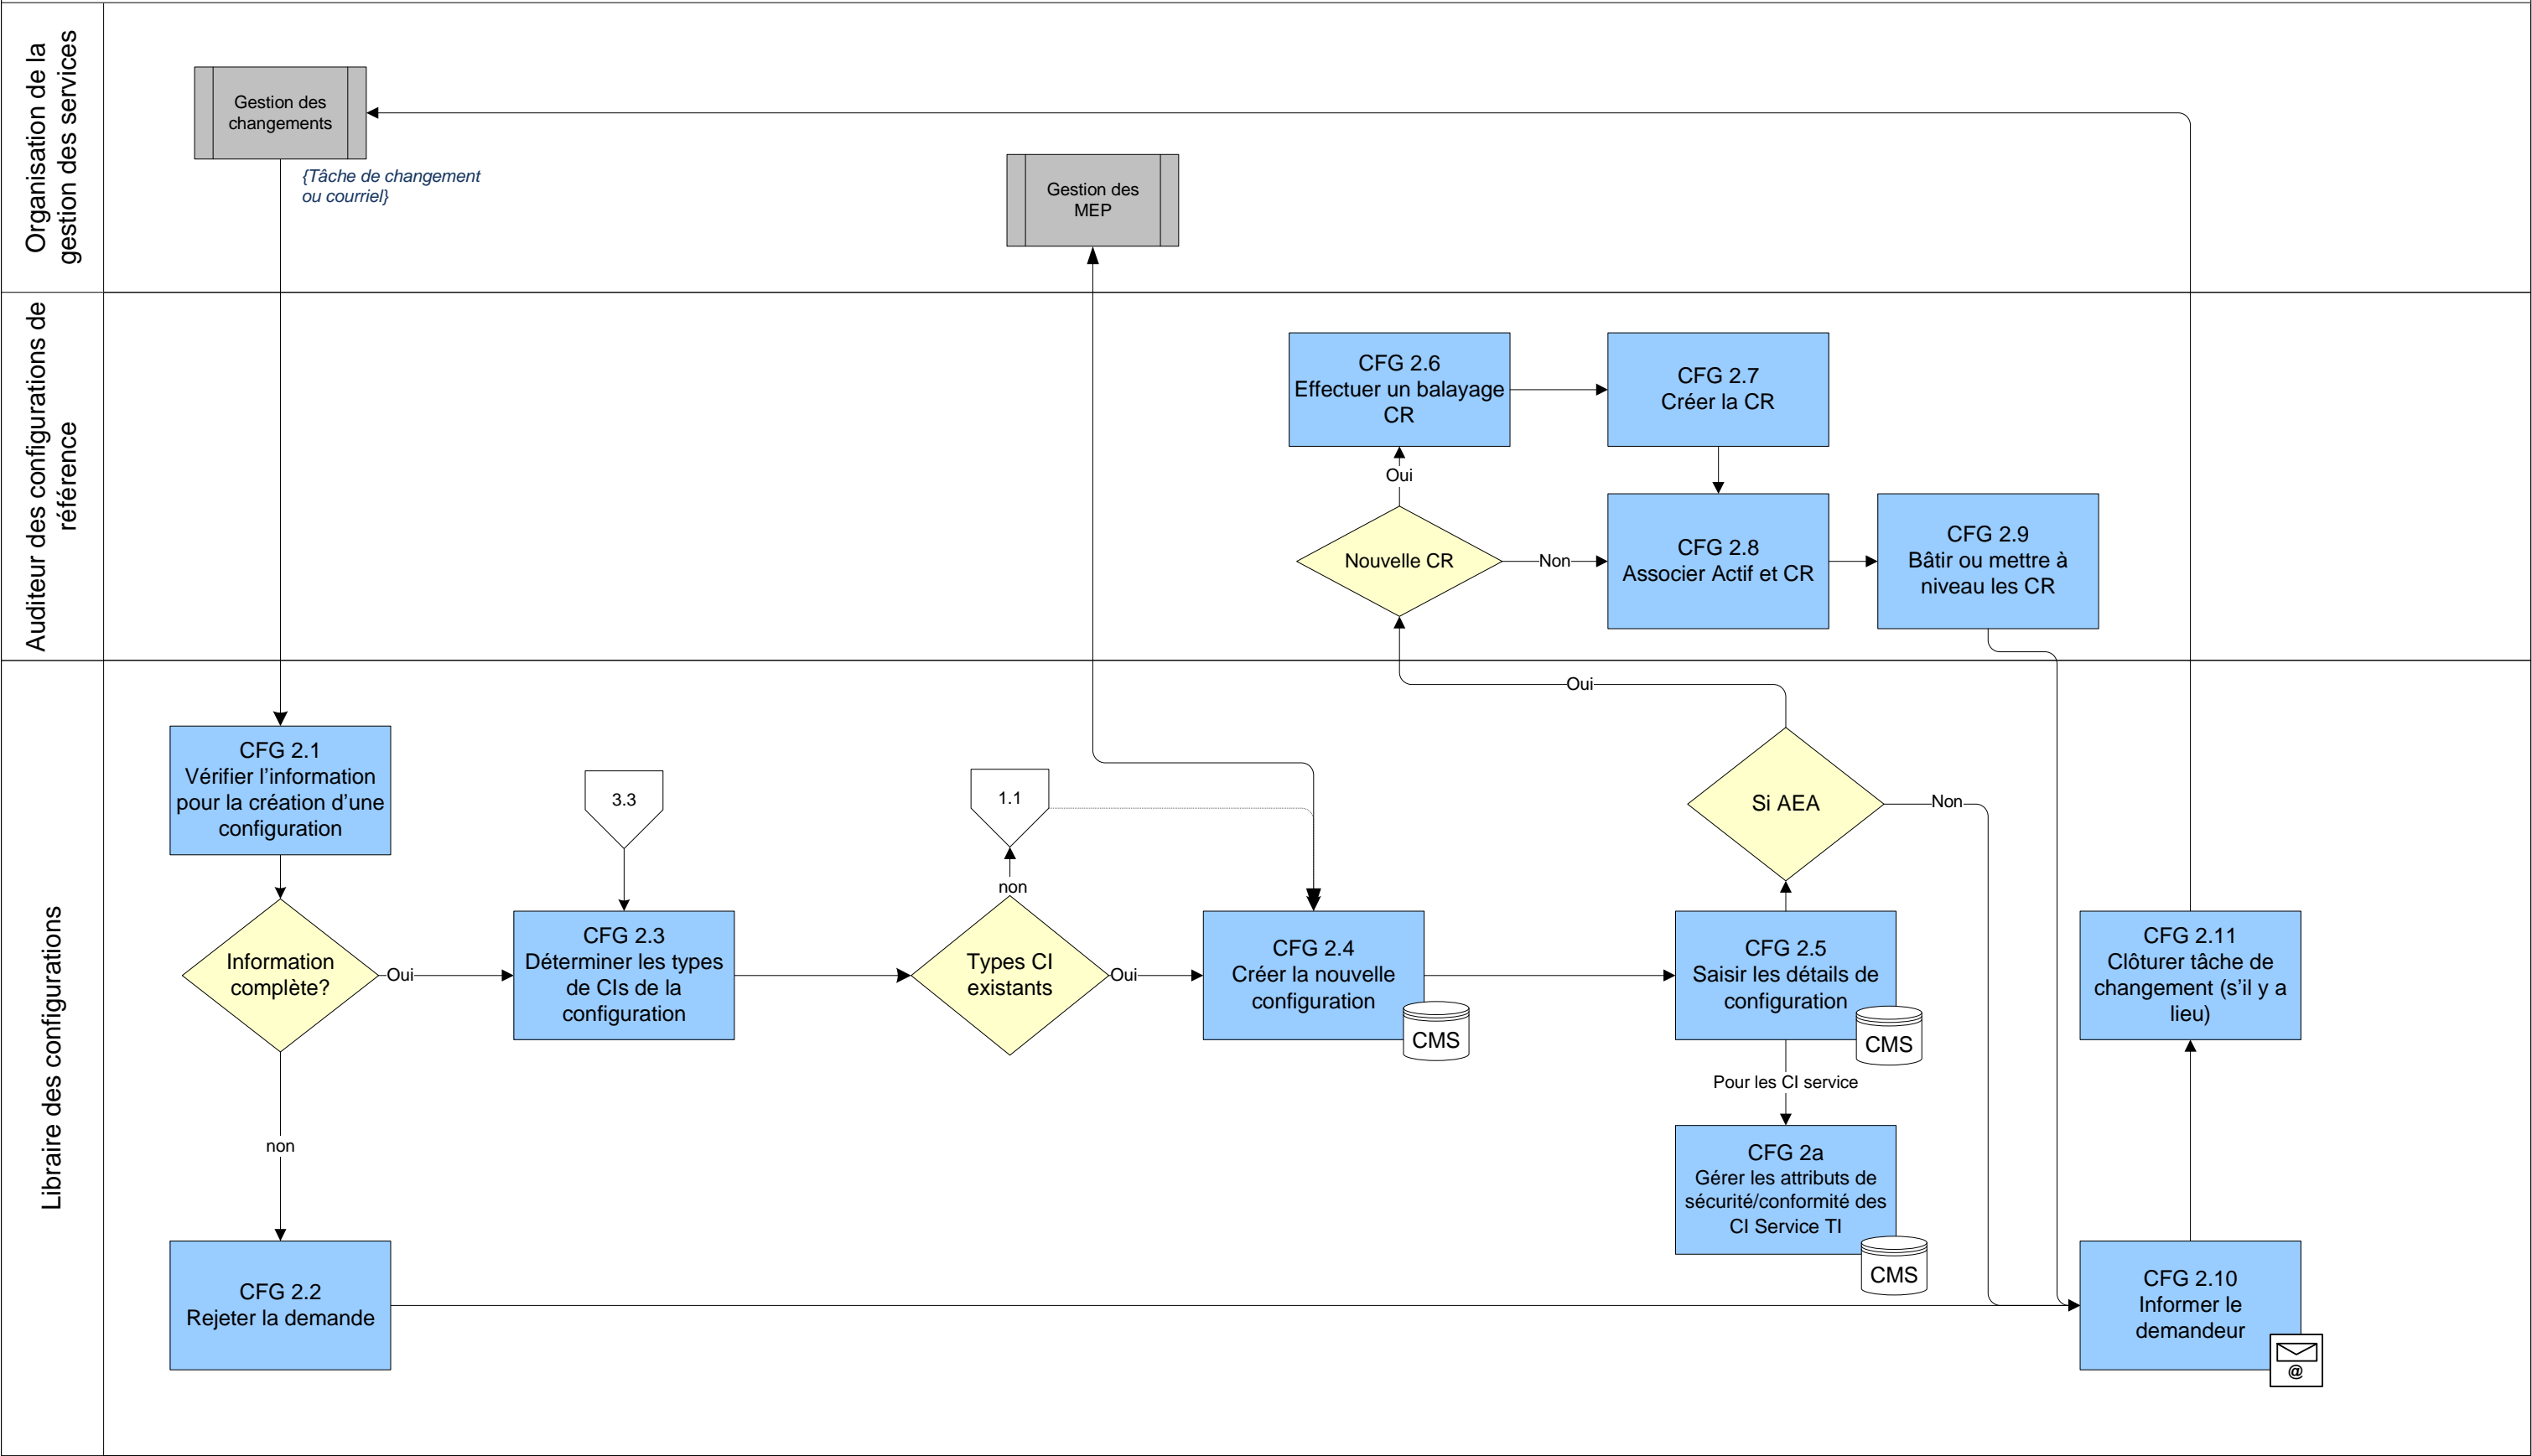 Organisation de la
gestion des services
Gestion des
changements
{Tâche de changement
ou courriel}
Gestion des
MEP
Auditeur des configurations de
référence
CFG 2.6
Effectuer un balayage
CR
CFG 2.7
Créer la CR
Oui
Nouvelle CR
Non
CFG 2.8
Associer Actif et CR
CFG 2.9
Bâtir ou mettre à
niveau les CR
Libraire des configurations
Oui
CFG 2.1
Vérifier l’information
pour la création d’une
configuration
3.3
1.1
Si AEA
Non
non
Information
complète?
Oui
CFG 2.3
Déterminer les types
de CIs de la
configuration
Types CI
existants
Oui
CFG 2.4
Créer la nouvelle
configuration
CMS
CFG 2.5
Saisir les détails de
configuration
CMS
CFG 2.11
Clôturer tâche de
changement (s’il y a
lieu)
Pour les CI service
non
CFG 2a
Gérer les attributs de
sécurité/conformité des
CI Service TI
CMS
CFG 2.2
Rejeter la demande
CFG 2.10
Informer le
demandeur
@